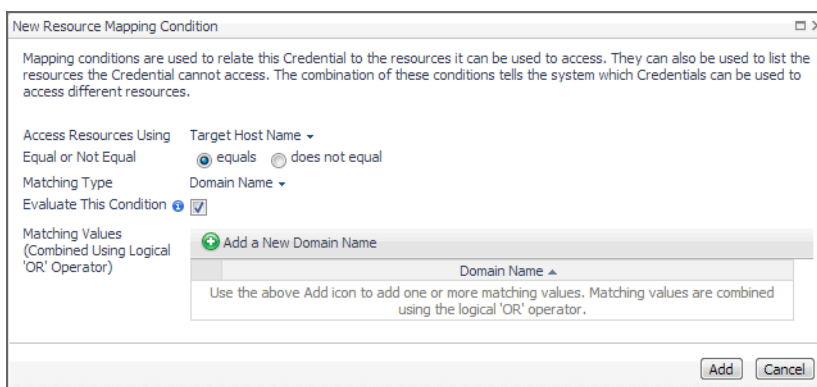 New Resource Mapping Condition
Mapping conditions are used to relate this Credential to the resources it can be used to access. They can also be used to list the
resources the Credential cannot access. The combination of these conditions tells the system which Credentials can be used to
access different resources.
Access Resources Using Target Host Name
Equal or Not Equal equals does not equal
Matching Type Domain Name
Evaluate This Condition
Matching Values
(Combined Using Logical
'OR' Operator)
Add a New Domain Name
Domain Name
Use the above Add icon to add one or more matching values. Matching values are combined
using the logical 'OR' operator.
Add Cancel